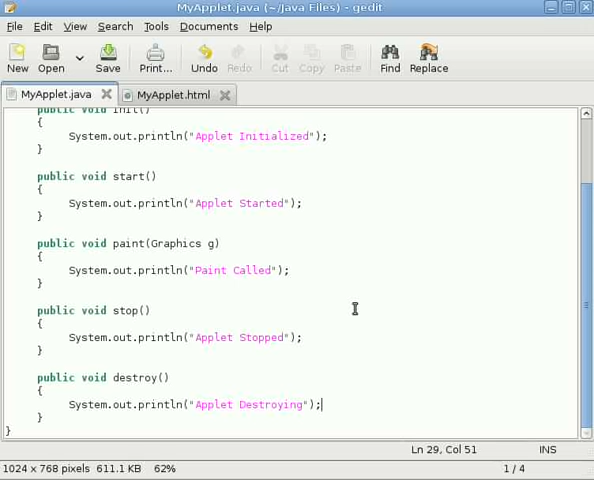 MyApplet.java (~/Java Files) - gedit
File Edit View Search Tools Documents Help
New Open Save Print... Undo Redo Cut Copy Paste Find Replace
MyApplet.java MyApplet.html
public void init()
{
System.out.println("Applet Initialized");
}
public void start()
{
System.out.println("Applet Started");
}
public void paint(Graphics g)
{
System.out.println("Paint Called");
}
public void stop()
{
System.out.println("Applet Stopped");
}
public void destroy()
{
System.out.println("Applet Destroying");
}
}
Ln 29, Col 51 INS
1024 x 768 pixels 611.1 KB 62% 1 / 4